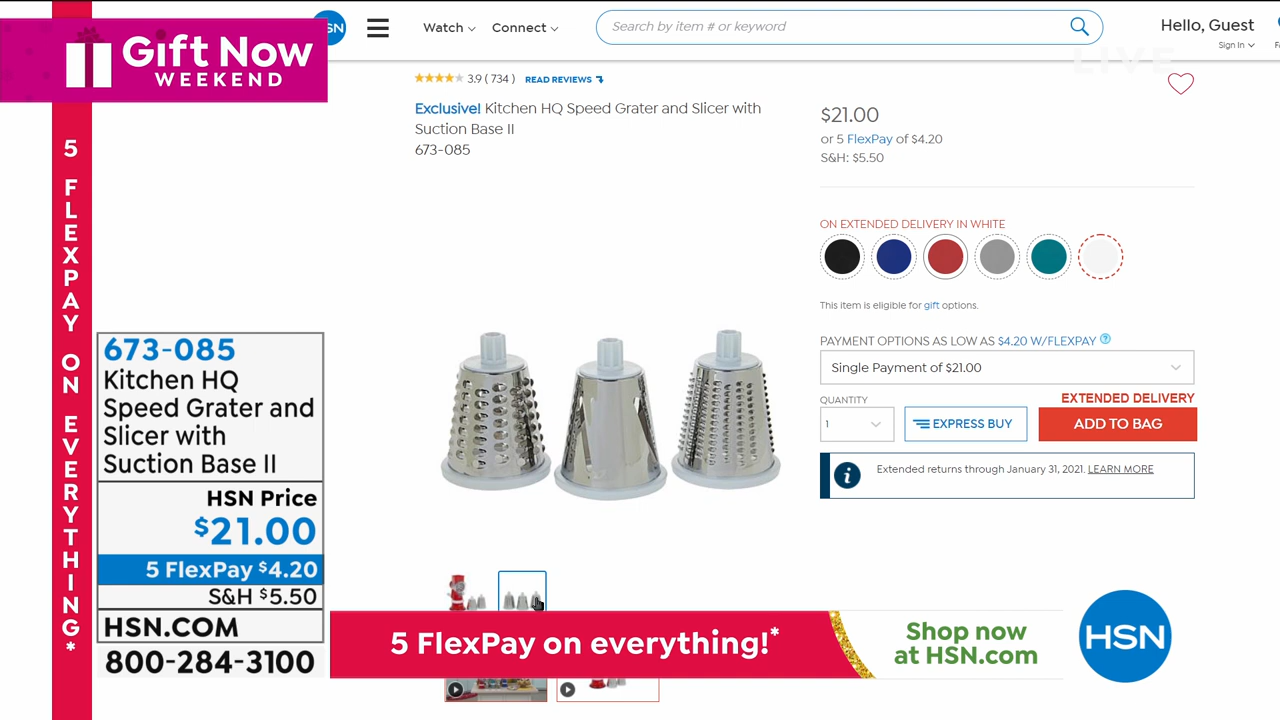 Gift Now
WEEKEND
HSN
Watch
Connect
Search by item # or keyword
Hello, Guest
Sign In
LIVE
3.9 ( 734 ) READ REVIEWS
Exclusive! Kitchen HQ Speed Grater and Slicer with
Suction Base II
673-085
$21.00
or 5 FlexPay of $4.20
S&H: $5.50
ON EXTENDED DELIVERY IN WHITE
This item is eligible for gift options.
PAYMENT OPTIONS AS LOW AS $4.20 W/FLEXPAY ?
Single Payment of $21.00
QUANTITY
EXTENDED DELIVERY
1
EXPRESS BUY
ADD TO BAG
i Extended returns through January 31, 2021. LEARN MORE
5 FLEXPAY ON EVERYTHING*
673-085
Kitchen HQ
Speed Grater and
Slicer with
Suction Base II
HSN Price
$21.00
5 FlexPay $4.20
S&H $5.50
HSN.COM
800-284-3100
5 FlexPay on everything!*
Shop now
at HSN.com
HSN